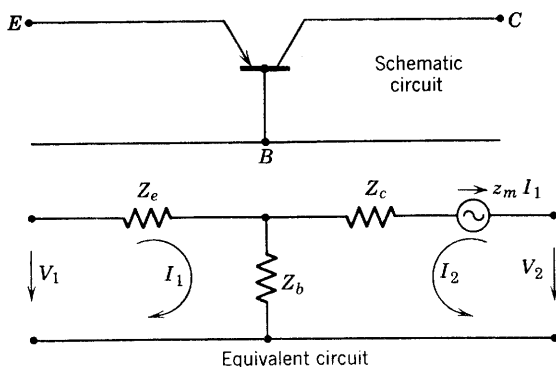 E
C
Schematic
circuit
B
Z_e
Z_c
z_m I_1
V_1
I_1
Z_b
I_2
V_2
Equivalent circuit